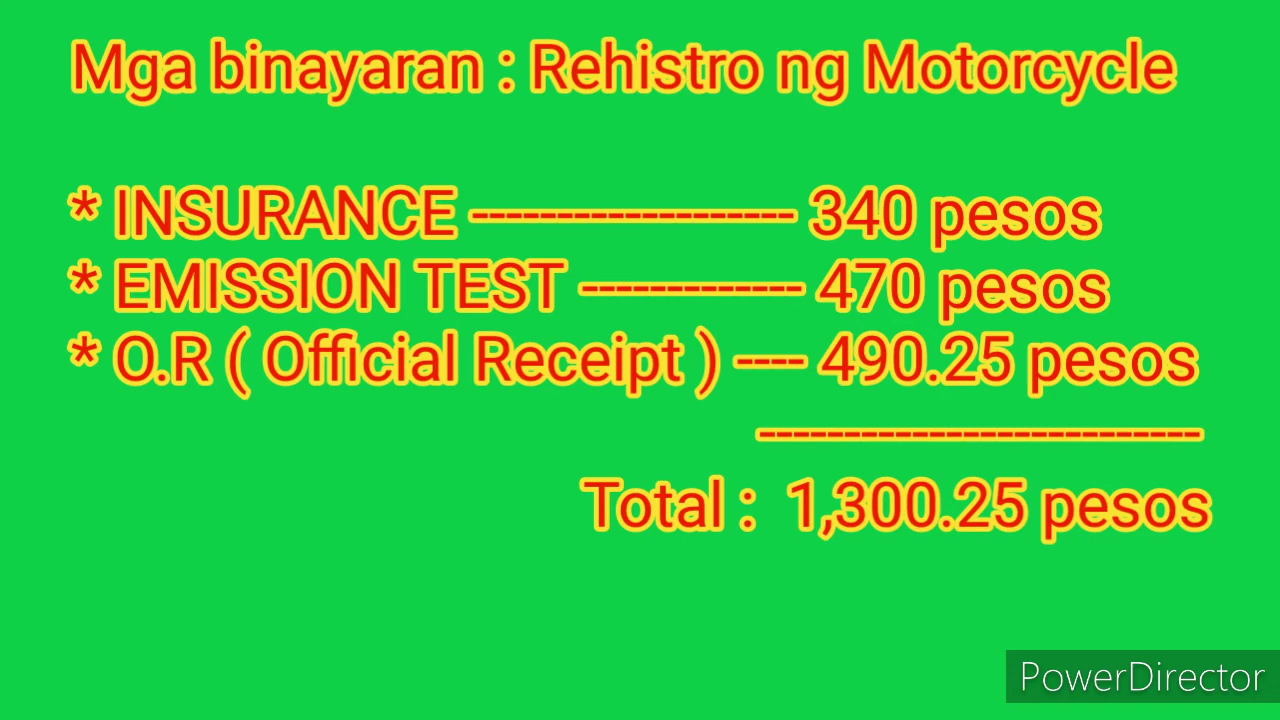 Mga binayaran : Rehistro ng Motorcycle
* INSURANCE ------------------- 340 pesos
* EMISSION TEST ------------- 470 pesos
* O.R ( Official Receipt ) ---- 490.25 pesos
--------------------------
Total :  1,300.25 pesos
PowerDirector